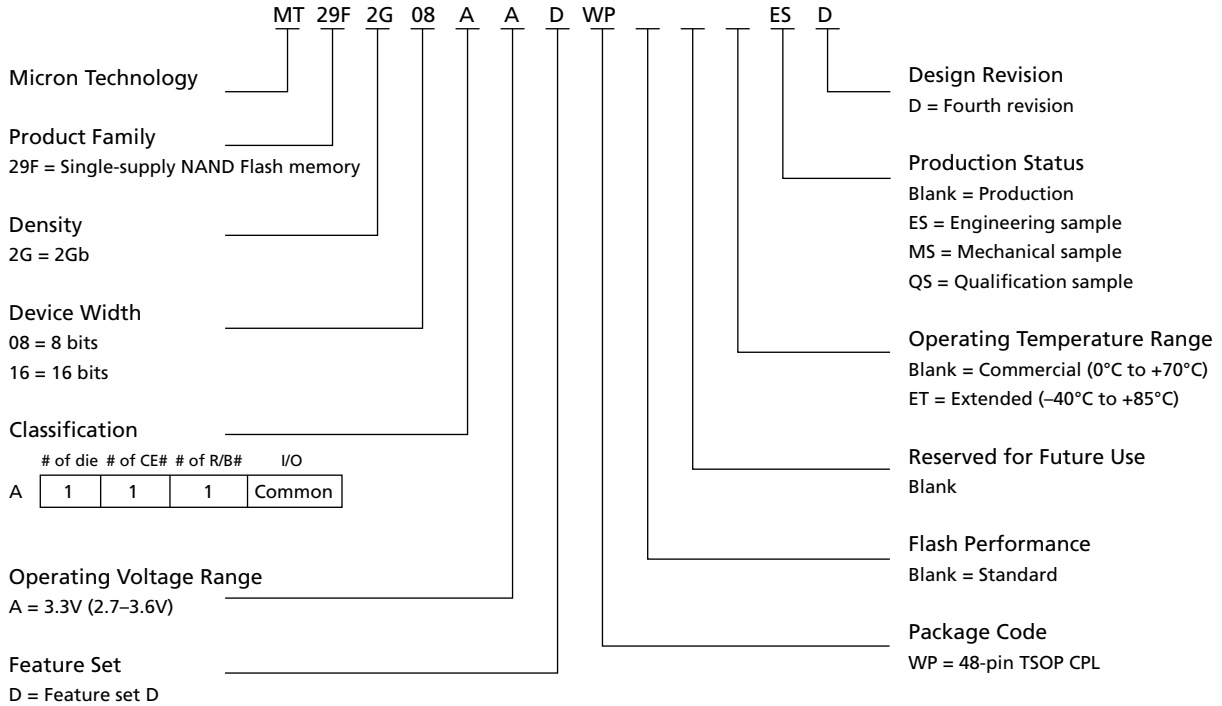 MT 29F 2G 08 A A D WP ES D
Micron Technology
Product Family
29F = Single-supply NAND Flash memory
Density
2G = 2Gb
Device Width
08 = 8 bits
16 = 16 bits
Classification
# of die # of CE# # of R/B# I/O
A 1 1 1 Common
Operating Voltage Range
A = 3.3V (2.7–3.6V)
Feature Set
D = Feature set D
Design Revision
D = Fourth revision
Production Status
Blank = Production
ES = Engineering sample
MS = Mechanical sample
QS = Qualification sample
Operating Temperature Range
Blank = Commercial (0°C to +70°C)
ET = Extended (–40°C to +85°C)
Reserved for Future Use
Blank
Flash Performance
Blank = Standard
Package Code
WP = 48-pin TSOP CPL